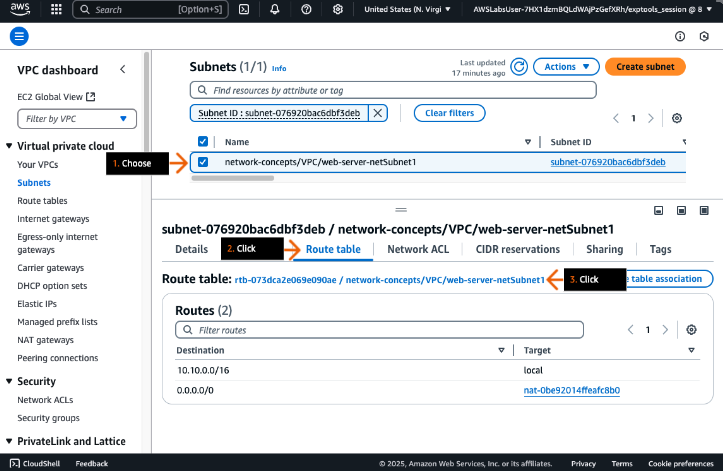 aws
Search
[Option+S]
United States (N. Virgi
AWSLabsUser-7HX1dzmBQLdWAjPzGefXRh/exptools_session @ 8
VPC dashboard
EC2 Global View
Filter by VPC
Virtual private cloud
Your VPCs
Subnets
Route tables
Internet gateways
Egress-only internet
gateways
Carrier gateways
DHCP option sets
Elastic IPs
Managed prefix lists
NAT gateways
Peering connections
Security
Network ACLs
Security groups
PrivateLink and Lattice
Subnets (1/1) Info
Last updated
17 minutes ago
Actions
Create subnet
Find resources by attribute or tag
Subnet ID : subnet-076920bac6dbf3deb
Clear filters
1
Name
Subnet ID
1. Choose
network-concepts/VPC/web-server-netSubnet1
subnet-076920bac6dbf3deb
subnet-076920bac6dbf3deb / network-concepts/VPC/web-server-netSubnet1
Details
2. Click
Route table
Network ACL
CIDR reservations
Sharing
Tags
Route table: rtb-073dca2e069e090ae / network-concepts/VPC/web-server-netSubnet1
3. Click
te table association
Routes (2)
Filter routes
1
Destination
Target
10.10.0.0/16
local
0.0.0.0/0
nat-0be92014ffeafc8b0
CloudShell
Feedback
© 2025, Amazon Web Services, Inc. or its affiliates.
Privacy
Terms
Cookie preferences